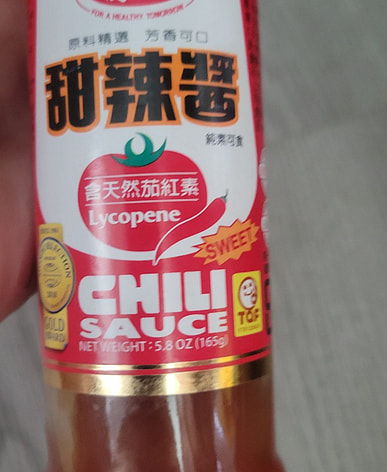 FOR A HEALTHY TOMORROW
原料精選 芳香可口
甜辣醬
純素可食
含天然茄紅素
Lycopene
SWEET
CHILI
SAUCE
NET WEIGHT: 5.8 OZ (165g)
GOLD
TQF